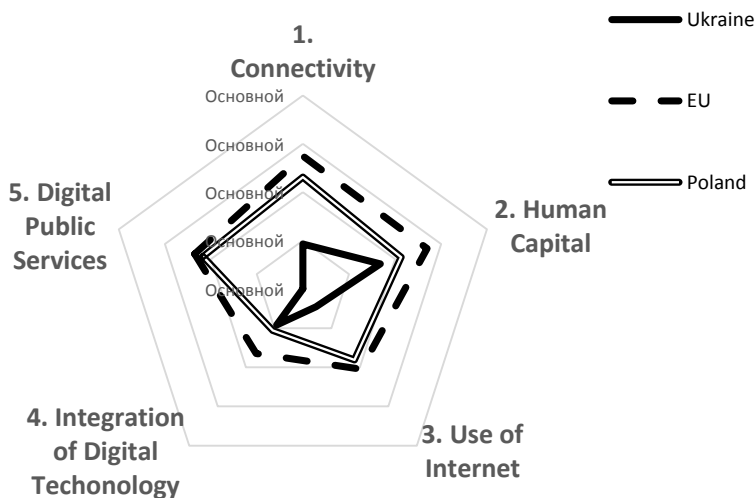 1.
Connectivity
Основной
Основной
Основной
Основной
Основной
2. Human
Capital
3. Use of
Internet
4. Integration
of Digital
Techonology
5. Digital
Public
Services
Ukraine
EU
Poland